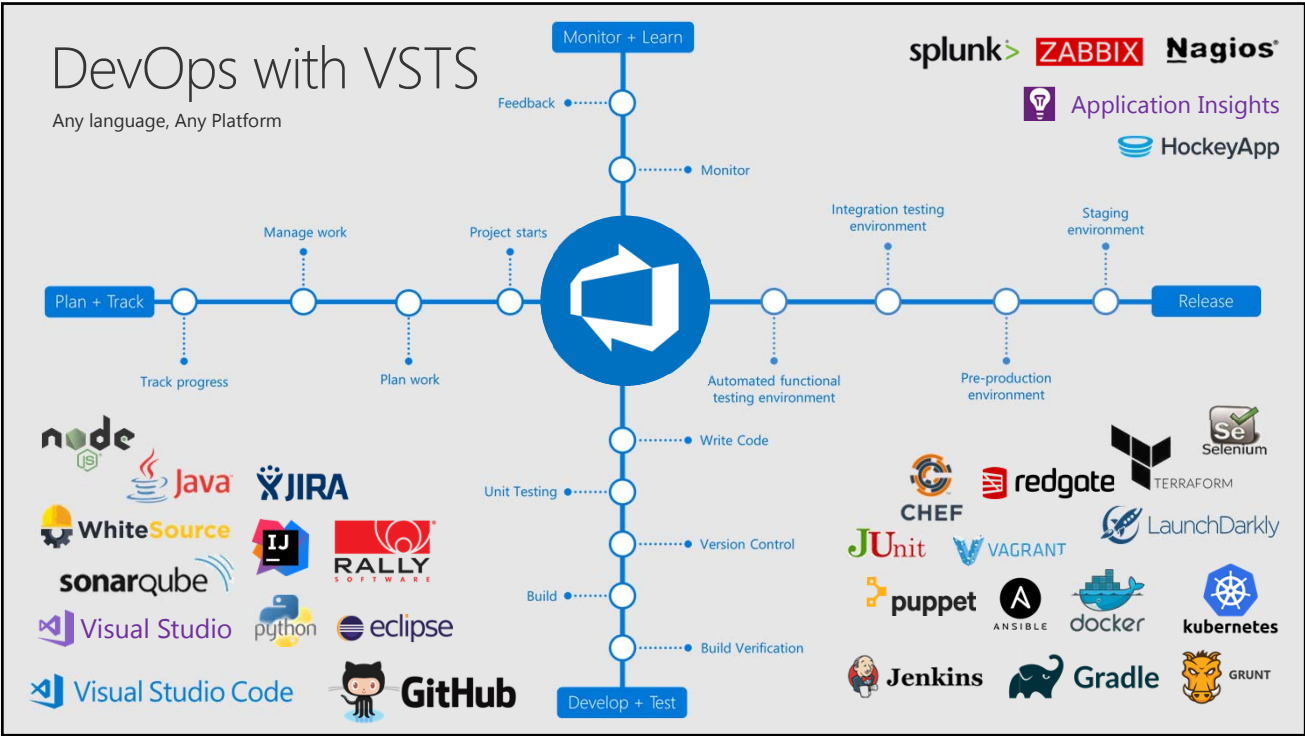 DevOps with VSTS
Any language, Any Platform
Monitor + Learn
Feedback
Monitor
splunk>
ZABBIX
Nagios®
Application Insights
HockeyApp
Manage work
Project starts
Integration testing
environment
Staging
environment
Plan + Track
Release
Track progress
Plan work
Automated functional
testing environment
Pre-production
environment
Write Code
Unit Testing
Version Control
Build
Build Verification
Develop + Test
node
JS
Java
JIRA
WhiteSource
IJ
RALLY®
SOFTWARE
sonarqube
Visual Studio
python
eclipse
Visual Studio Code
GitHub
Se
Selenium
CHEF
redgate
TERRAFORM
LaunchDarkly
JUnit
VAGRANT
puppet
A
ANSIBLE
docker
kubernetes
Jenkins
Gradle
GRUNT